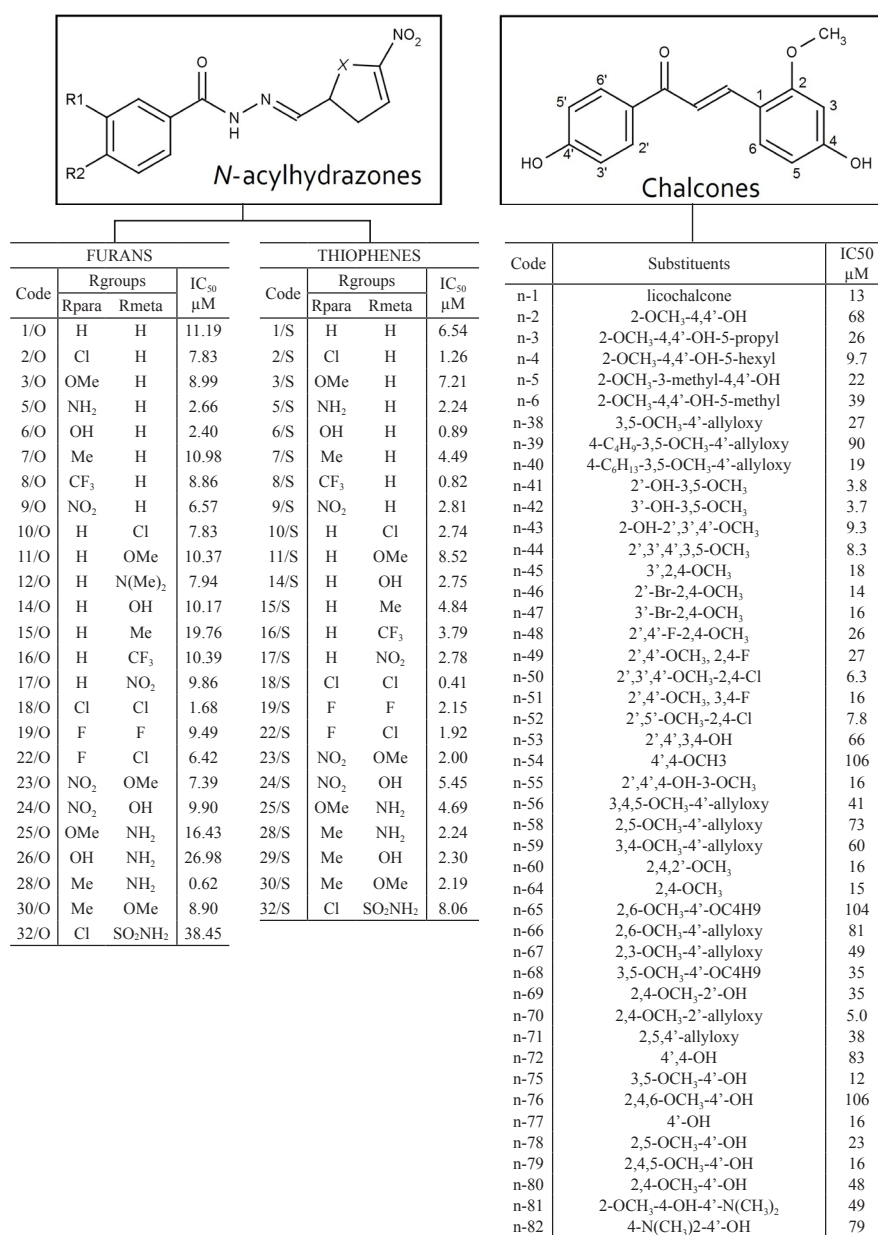 NO₂
X
O
R1
N
N
H
R2
N-acylhydrazones
O
CH₃
O
6'
5'
1
2
3
4'
2'
6
4
HO
3'
5
OH
Chalcones
FURANS
Code Rgroups IC₅₀ µM
Rpara Rmeta
1/O H H 11.19
2/O Cl H 7.83
3/O OMe H 8.99
5/O NH₂ H 2.66
6/O OH H 2.40
7/O Me H 10.98
8/O CF₃ H 8.86
9/O NO₂ H 6.57
10/O H Cl 7.83
11/O H OMe 10.37
12/O H N(Me)₂ 7.94
14/O H OH 10.17
15/O H Me 19.76
16/O H CF₃ 10.39
17/O H NO₂ 9.86
18/O Cl Cl 1.68
19/O F F 9.49
22/O F Cl 6.42
23/O NO₂ OMe 7.39
24/O NO₂ OH 9.90
25/O OMe NH₂ 16.43
26/O OH NH₂ 26.98
28/O Me NH₂ 0.62
30/O Me OMe 8.90
32/O Cl SO₂NH₂ 38.45
THIOPHENES
Code Rgroups IC₅₀ µM
Rpara Rmeta
1/S H H 6.54
2/S Cl H 1.26
3/S OMe H 7.21
5/S NH₂ H 2.24
6/S OH H 0.89
7/S Me H 4.49
8/S CF₃ H 0.82
9/S NO₂ H 2.81
10/S H Cl 2.74
11/S H OMe 8.52
14/S H OH 2.75
15/S H Me 4.84
16/S H CF₃ 3.79
17/S H NO₂ 2.78
18/S Cl Cl 0.41
19/S F F 2.15
22/S F Cl 1.92
23/S NO₂ OMe 2.00
24/S NO₂ OH 5.45
25/S OMe NH₂ 4.69
28/S Me NH₂ 2.24
29/S Me OH 2.30
30/S Me OMe 2.19
32/S Cl SO₂NH₂ 8.06
Code Substituents IC50 µM
n-1 licochalcone 13
n-2 2-OCH₃-4,4'-OH 68
n-3 2-OCH₃-4,4'-OH-5-propyl 26
n-4 2-OCH₃-4,4'-OH-5-hexyl 9.7
n-5 2-OCH₃-3-methyl-4,4'-OH 22
n-6 2-OCH₃-4,4'-OH-5-methyl 39
n-38 3,5-OCH₃-4'-allyloxy 27
n-39 4-C₄H₉-3,5-OCH₃-4'-allyloxy 90
n-40 4-C₆H₁₃-3,5-OCH₃-4'-allyloxy 19
n-41 2'-OH-3,5-OCH₃ 3.8
n-42 3'-OH-3,5-OCH₃ 3.7
n-43 2-OH-2',3',4'-OCH₃ 9.3
n-44 2',3',4',3,5-OCH₃ 8.3
n-45 3',2,4-OCH₃ 18
n-46 2'-Br-2,4-OCH₃ 14
n-47 3'-Br-2,4-OCH₃ 16
n-48 2',4'-F-2,4-OCH₃ 26
n-49 2',4'-OCH₃, 2,4-F 27
n-50 2',3',4'-OCH₃-2,4-Cl 6.3
n-51 2',4'-OCH₃, 3,4-F 16
n-52 2',5'-OCH₃-2,4-Cl 7.8
n-53 2',4',3,4-OH 66
n-54 4',4-OCH3 106
n-55 2',4',4-OH-3-OCH₃ 16
n-56 3,4,5-OCH₃-4'-allyloxy 41
n-58 2,5-OCH₃-4'-allyloxy 73
n-59 3,4-OCH₃-4'-allyloxy 60
n-60 2,4,2'-OCH₃ 16
n-64 2,4-OCH₃ 15
n-65 2,6-OCH₃-4'-OC4H9 104
n-66 2,6-OCH₃-4'-allyloxy 81
n-67 2,3-OCH₃-4'-allyloxy 49
n-68 3,5-OCH₃-4'-OC4H9 35
n-69 2,4-OCH₃-2'-OH 35
n-70 2,4-OCH₃-2'-allyloxy 5.0
n-71 2,5,4'-allyloxy 38
n-72 4',4-OH 83
n-75 3,5-OCH₃-4'-OH 12
n-76 2,4,6-OCH₃-4'-OH 106
n-77 4'-OH 16
n-78 2,5-OCH₃-4'-OH 23
n-79 2,4,5-OCH₃-4'-OH 16
n-80 2,4-OCH₃-4'-OH 48
n-81 2-OCH₃-4-OH-4'-N(CH₃)₂ 49
n-82 4-N(CH₃)2-4'-OH 79